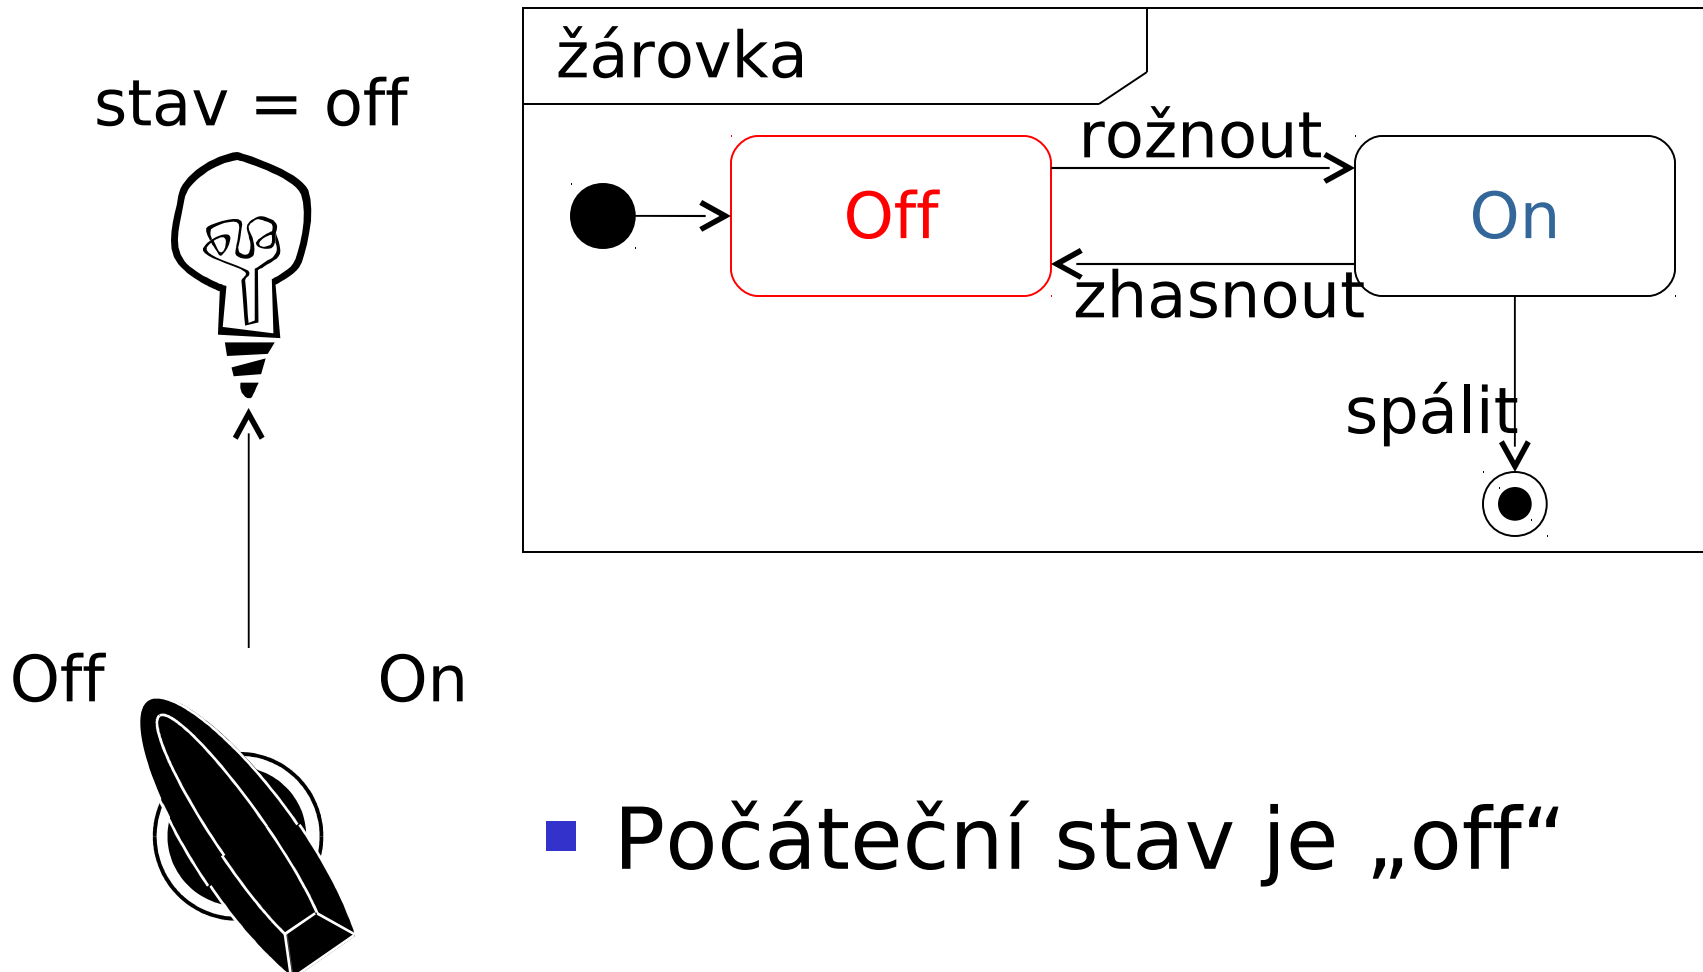 stav = off
žárovka
Off
rožnout
On
zhasnout
spálit
Off
On
Počáteční stav je „off“